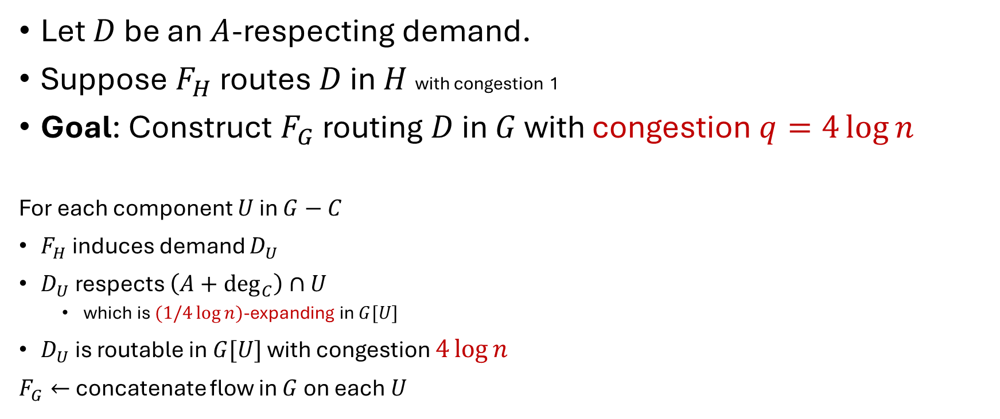 • Let D be an A-respecting demand.
• Suppose F_H routes D in H with congestion 1
• Goal: Construct F_G routing D in G with congestion q = 4 log n
For each component U in G − C
• F_H induces demand D_U
• D_U respects (A + deg_C) ∩ U
• which is (1/4 log n)-expanding in G[U]
• D_U is routable in G[U] with congestion 4 log n
F_G ← concatenate flow in G on each U